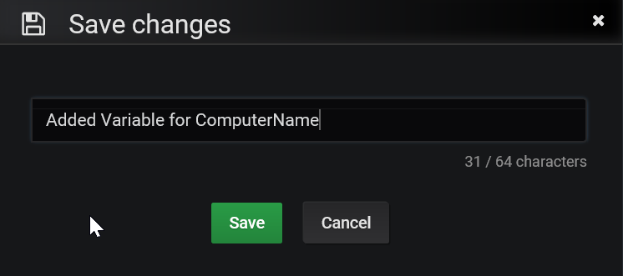 Save changes
Added Variable for ComputerName
31 / 64 characters
Save Cancel